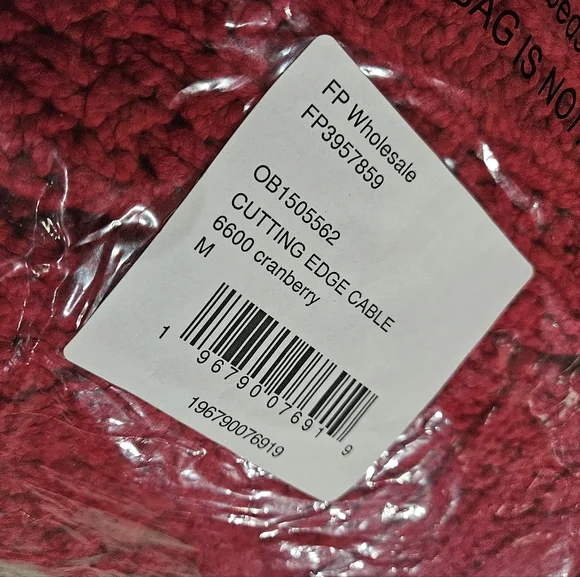 BAG IS NO
FP Wholesale
FP3957859
OB1505562
CUTTING EDGE CABLE
6600 cranberry
M
1 96790 07691 9
196790076919